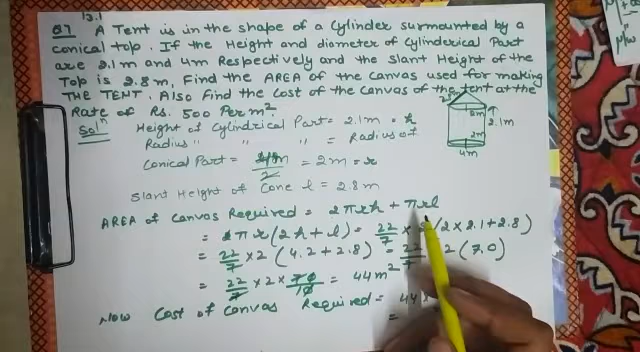 13.1
Q7 A Tent is in the shape of a Cylinder surmounted by a
conical top. If the Height and diameter of Cylindrical Part
are 2.1m and 4m Respectively and the Slant Height of the
Top is 2.8m, Find the AREA of the Canvas used for making
THE TENT. Also Find the Cost of the Canvas of the tent at the
Rate of Rs. 500 Per m².
Solⁿ Height of Cylindrical Part = 2.1m = h
Radius " " " = Radius of
Conical Part = 4m/2 = 2m = r
Slant Height of Cone l = 2.8m
AREA of Canvas Required = 2πrh + πrl
= πr(2h+l) = 22/7 × 2(2×2.1+2.8)
= 22/7 × 2 (4.2+2.8) = 22/7 2 (7.0)
= 22/7 × 2 × 70/10 = 44m²
Now Cost of Canvas Required = 44
=
2m
2.1m
2m
4m